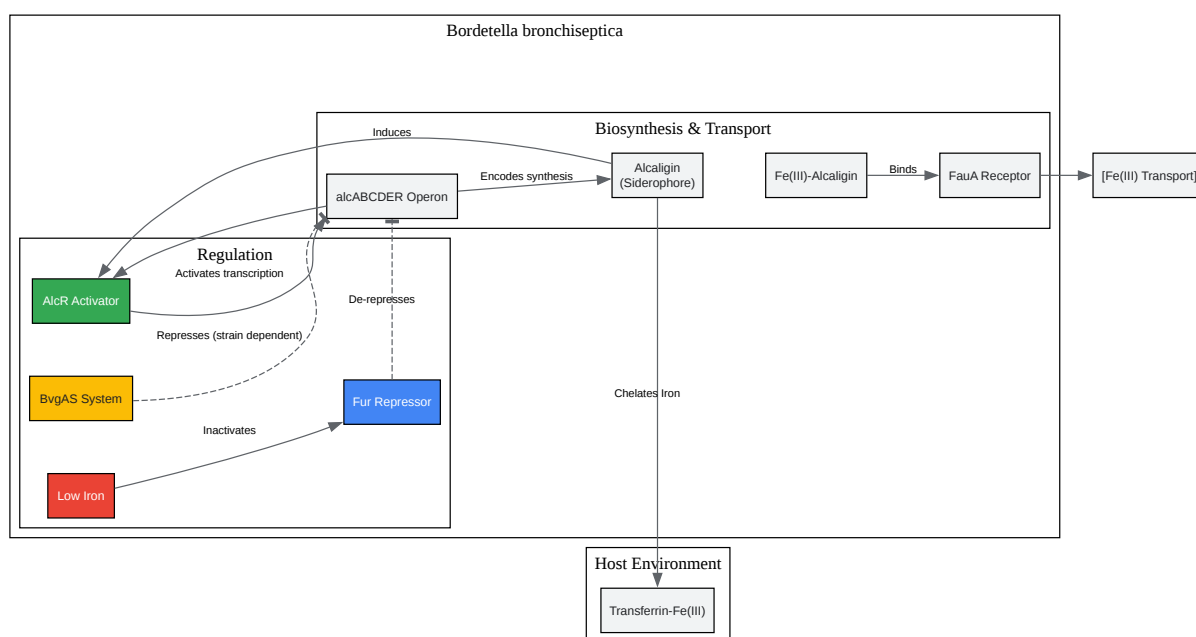 Bordetella bronchiseptica
Biosynthesis & Transport
Induces
Alcaligin
(Siderophore)
Fe(III)-Alcaligin
Binds
FauA Receptor
[Fe(III) Transport]
Encodes synthesis
alcABCDER Operon
Regulation
Activates transcription
AlcR Activator
De-represses
Represses (strain dependent)
BvgAS System
Fur Repressor
Chelates Iron
Inactivates
Low Iron
Host Environment
Transferrin-Fe(III)